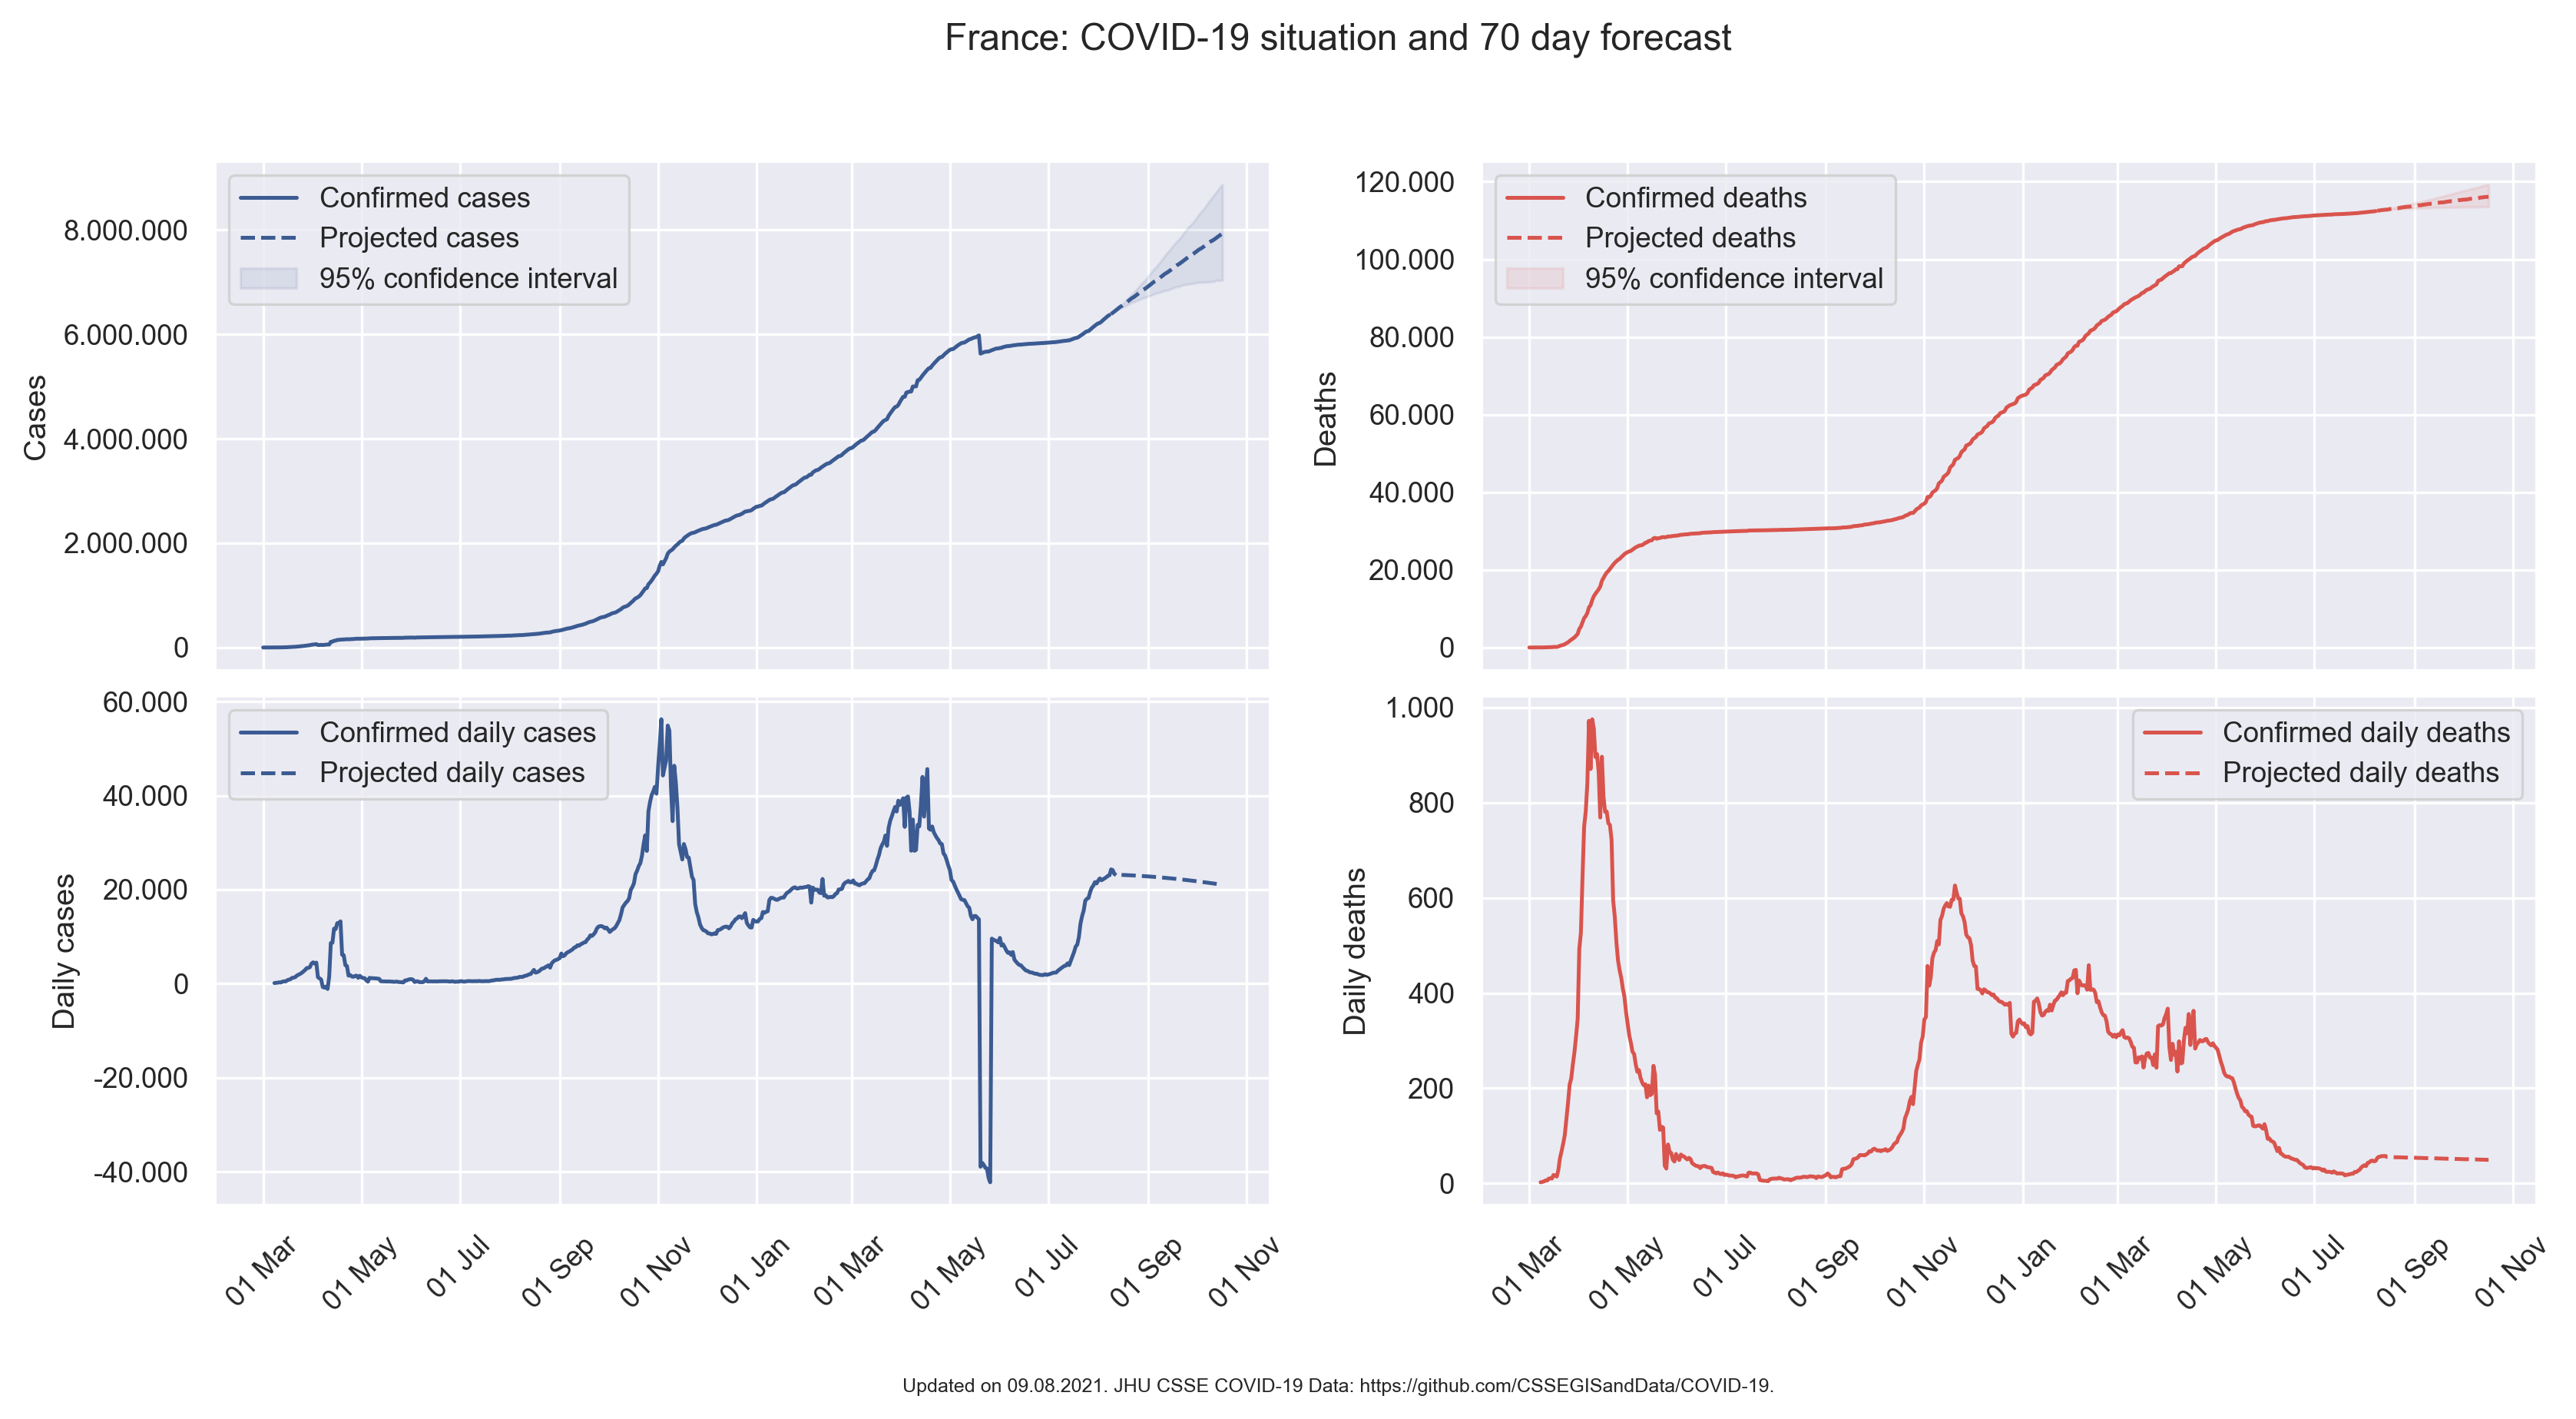 France: COVID-19 situation and 70 day forecast
Confirmed cases
Projected cases
95% confidence interval
Cases
8.000.000
6.000.000
4.000.000
2.000.000
0
Confirmed deaths
Projected deaths
95% confidence interval
Deaths
120.000
100.000
80.000
60.000
40.000
20.000
0
Confirmed daily cases
Projected daily cases
Daily cases
60.000
40.000
20.000
0
-20.000
-40.000
01 Mar
01 May
01 Jul
01 Sep
01 Nov
01 Jan
01 Mar
01 May
01 Jul
01 Sep
01 Nov
Confirmed daily deaths
Projected daily deaths
Daily deaths
1.000
800
600
400
200
0
01 Mar
01 May
01 Jul
01 Sep
01 Nov
01 Jan
01 Mar
01 May
01 Jul
01 Sep
01 Nov
Updated on 09.08.2021. JHU CSSE COVID-19 Data: https://github.com/CSSEGISandData/COVID-19.